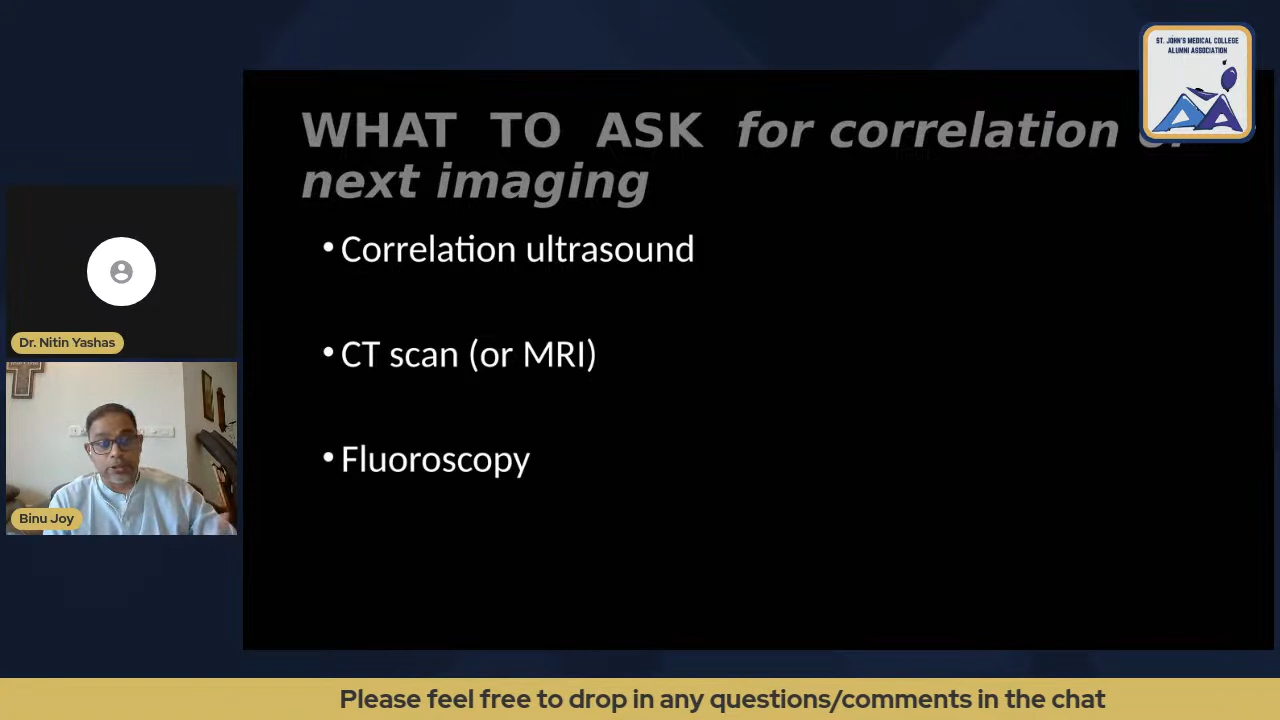 ST. JOHN'S MEDICAL COLLEGE
ALUMNI ASSOCIATION
WHAT TO ASK for correlation
next imaging
• Correlation ultrasound
• CT scan (or MRI)
• Fluoroscopy
Dr. Nitin Yashas
Binu Joy
Please feel free to drop in any questions/comments in the chat